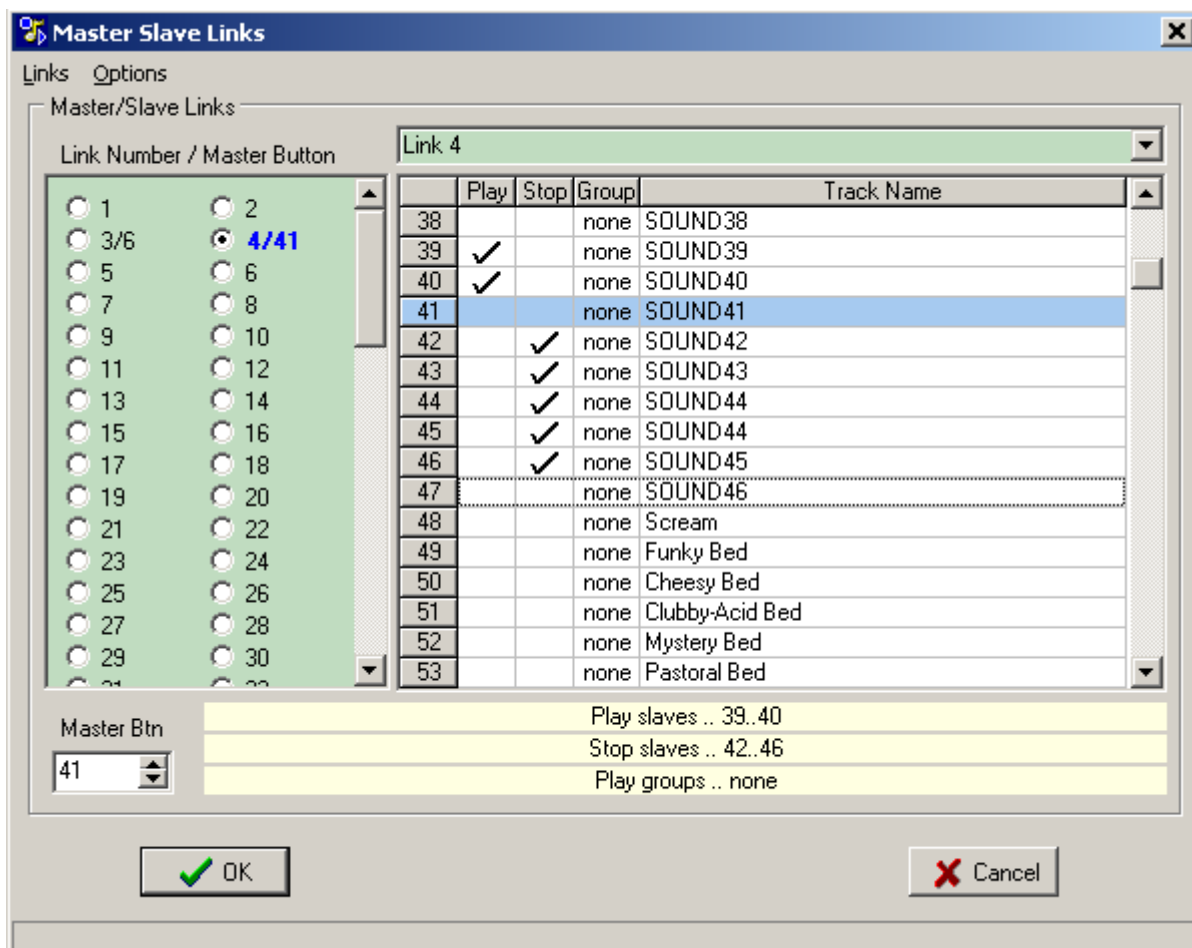 Master Slave Links
Links Options
Master/Slave Links
Link Number / Master Button
Link 4
1 2
3/6 4/41
5 6
7 8
9 10
11 12
13 14
15 16
17 18
19 20
21 22
23 24
25 26
27 28
29 30
Play Stop Group Track Name
38 none SOUND38
39 none SOUND39
40 none SOUND40
41 none SOUND41
42 none SOUND42
43 none SOUND43
44 none SOUND44
45 none SOUND44
46 none SOUND45
47 none SOUND46
48 none Scream
49 none Funky Bed
50 none Cheesy Bed
51 none Clubby-Acid Bed
52 none Mystery Bed
53 none Pastoral Bed
Master Btn
41
Play slaves .. 39..40
Stop slaves .. 42..46
Play groups .. none
OK Cancel